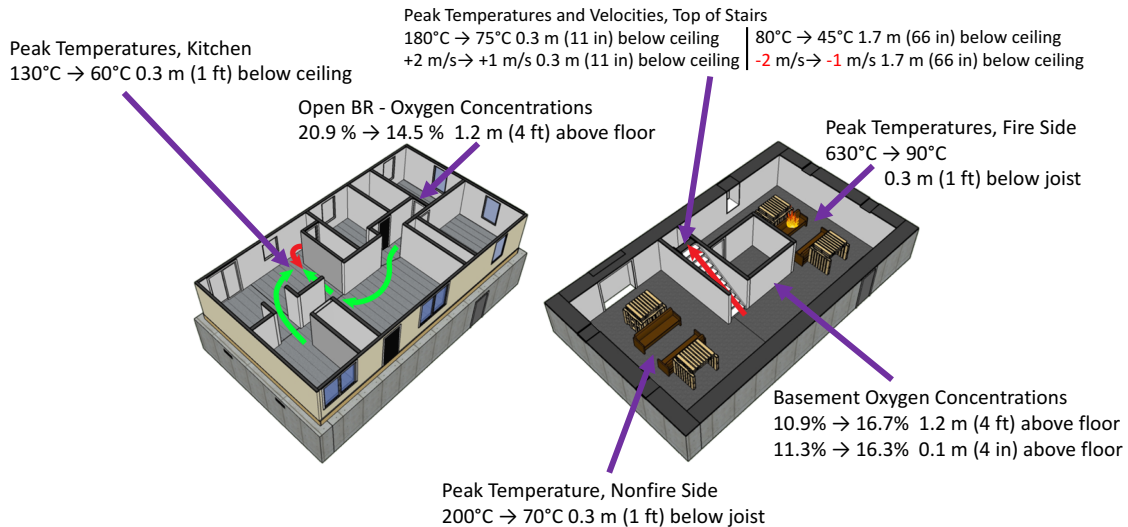 Peak Temperatures and Velocities, Top of Stairs
180°C → 75°C 0.3 m (11 in) below ceiling
+2 m/s→ +1 m/s 0.3 m (11 in) below ceiling
80°C → 45°C 1.7 m (66 in) below ceiling
-2 m/s→ -1 m/s 1.7 m (66 in) below ceiling
Peak Temperatures, Kitchen
130°C → 60°C 0.3 m (1 ft) below ceiling
Open BR - Oxygen Concentrations
20.9 % → 14.5 % 1.2 m (4 ft) above floor
Peak Temperatures, Fire Side
630°C → 90°C
0.3 m (1 ft) below joist
Basement Oxygen Concentrations
10.9% → 16.7% 1.2 m (4 ft) above floor
11.3% → 16.3% 0.1 m (4 in) above floor
Peak Temperature, Nonfire Side
200°C → 70°C 0.3 m (1 ft) below joist